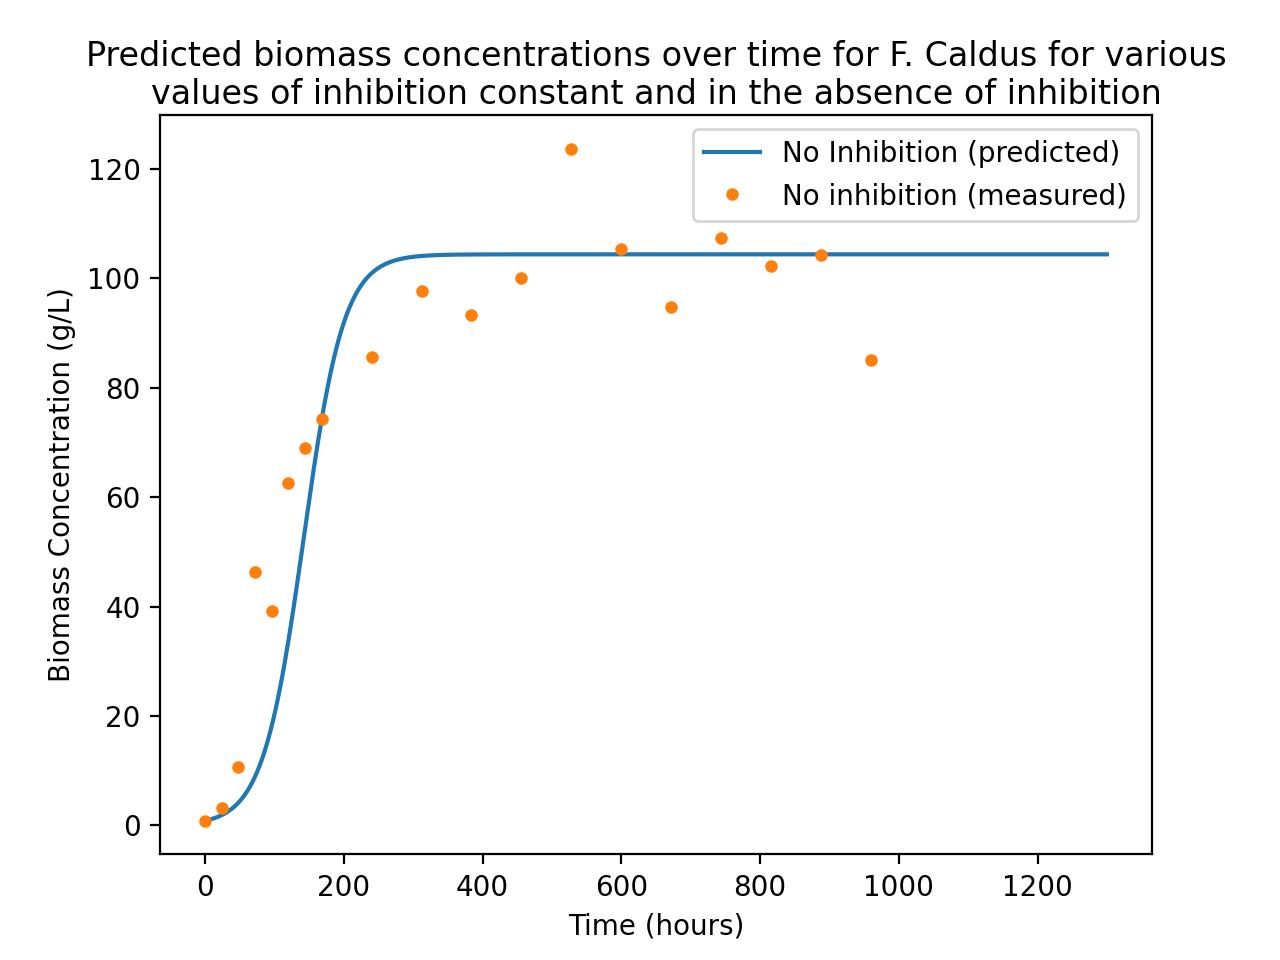 Predicted biomass concentrations over time for F. Caldus for various
values of inhibition constant and in the absence of inhibition
No Inhibition (predicted)
No inhibition (measured)
Biomass Concentration (g/L)
120
100
80
60
40
20
0
0 200 400 600 800 1000 1200
Time (hours)